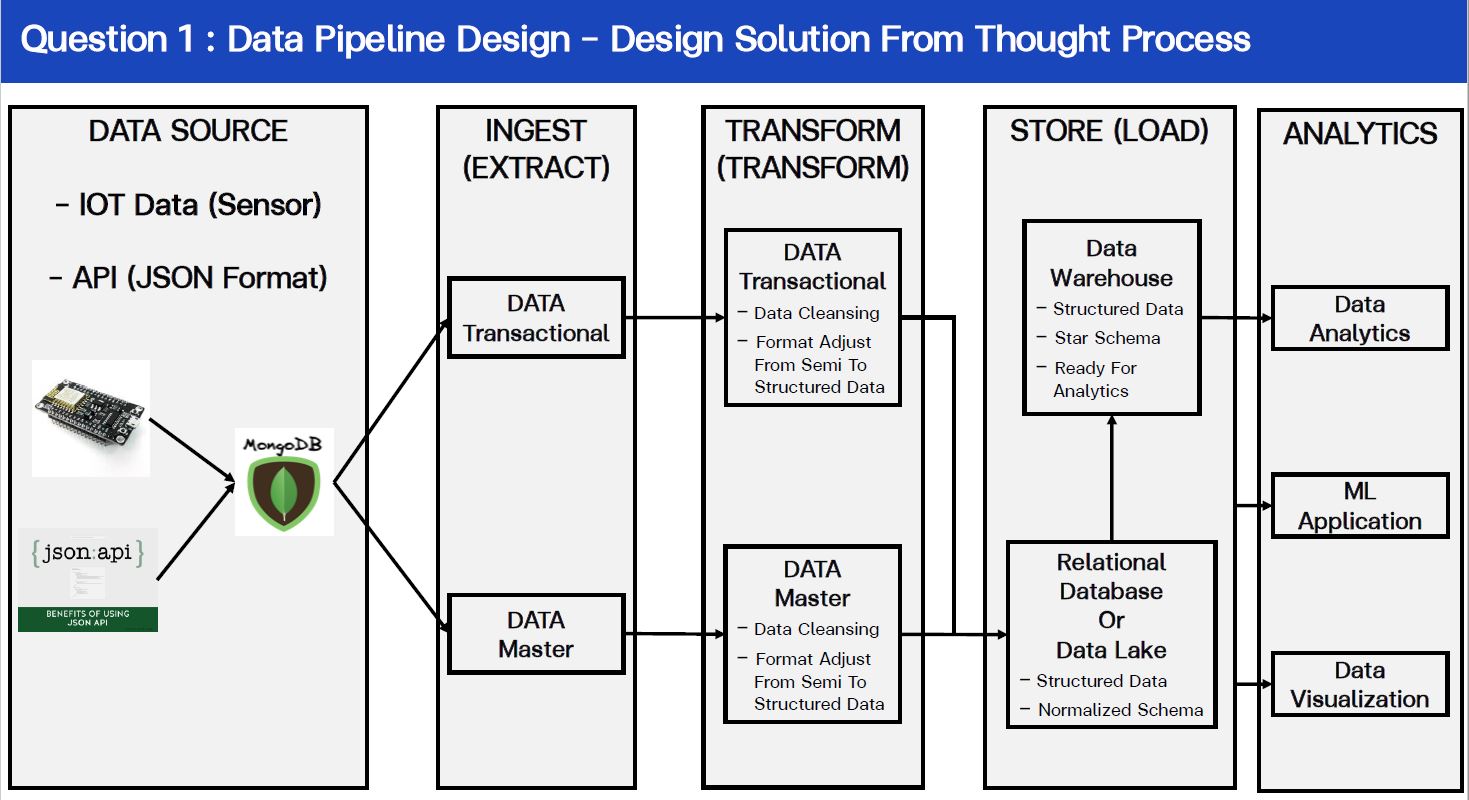 Question 1 : Data Pipeline Design – Design Solution From Thought Process
DATA SOURCE
– IOT Data (Sensor)
– API (JSON Format)
MongoDB
{json:api}
BENEFITS OF USING
JSON API
INGEST
(EXTRACT)
DATA
Transactional
DATA
Master
TRANSFORM
(TRANSFORM)
DATA
Transactional
– Data Cleansing
– Format Adjust
From Semi To
Structured Data
DATA
Master
– Data Cleansing
– Format Adjust
From Semi To
Structured Data
STORE (LOAD)
Data
Warehouse
– Structured Data
– Star Schema
– Ready For
Analytics
Relational
Database
Or
Data Lake
– Structured Data
– Normalized Schema
ANALYTICS
Data
Analytics
ML
Application
Data
Visualization